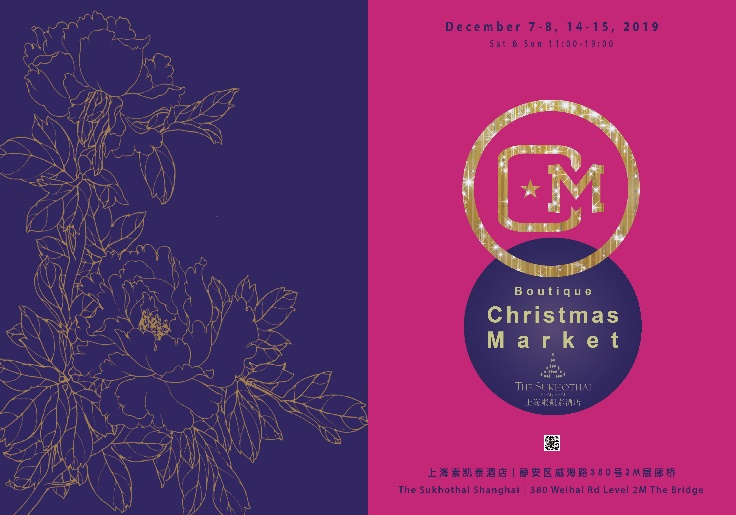 December 7-8, 14-15, 2019
Sat & Sun 11:00-19:00
CM
Boutique
Christmas
Market
THE SUKHOTHAI
SHANGHAI
上海素凯泰酒店
上海素凯泰酒店 | 静安区威海路380号2M层廊桥
The Sukhothai Shanghai | 380 Weihai Rd Level 2M The Bridge